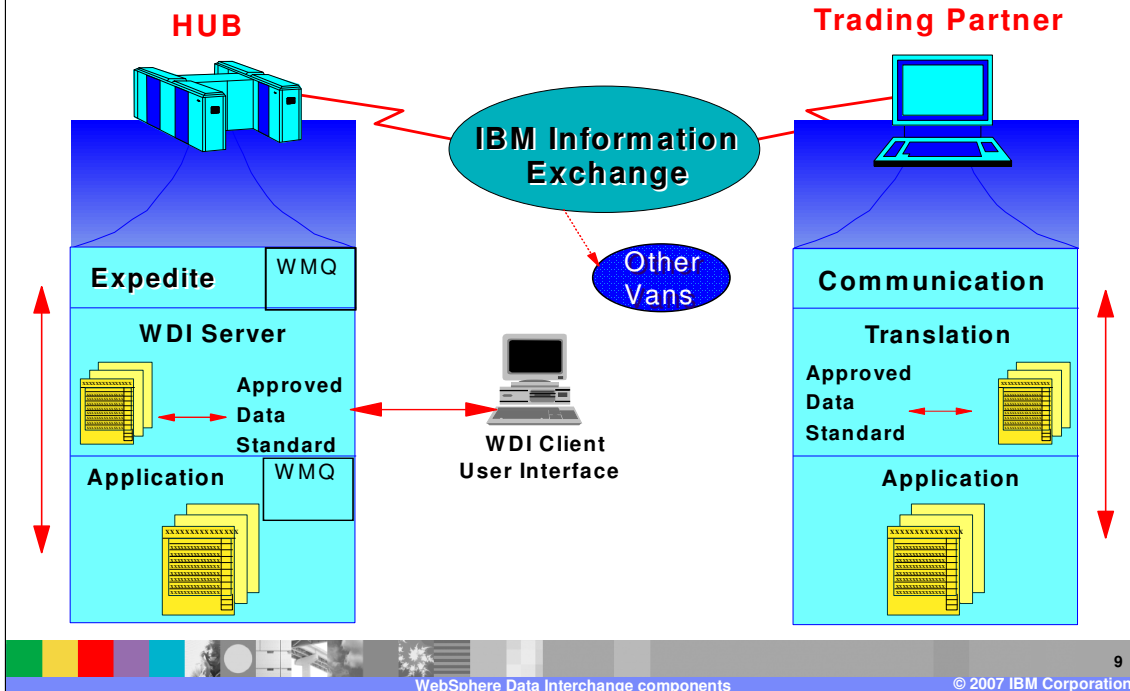 HUB
Trading Partner
IBM Information
Exchange
Other
Vans
Expedite
WMQ
WDI Server
Approved
Data
Standard
WDI Client
User Interface
Application
WMQ
Communication
Translation
Approved
Data
Standard
Application
9
WebSphere Data Interchange components
© 2007 IBM Corporation